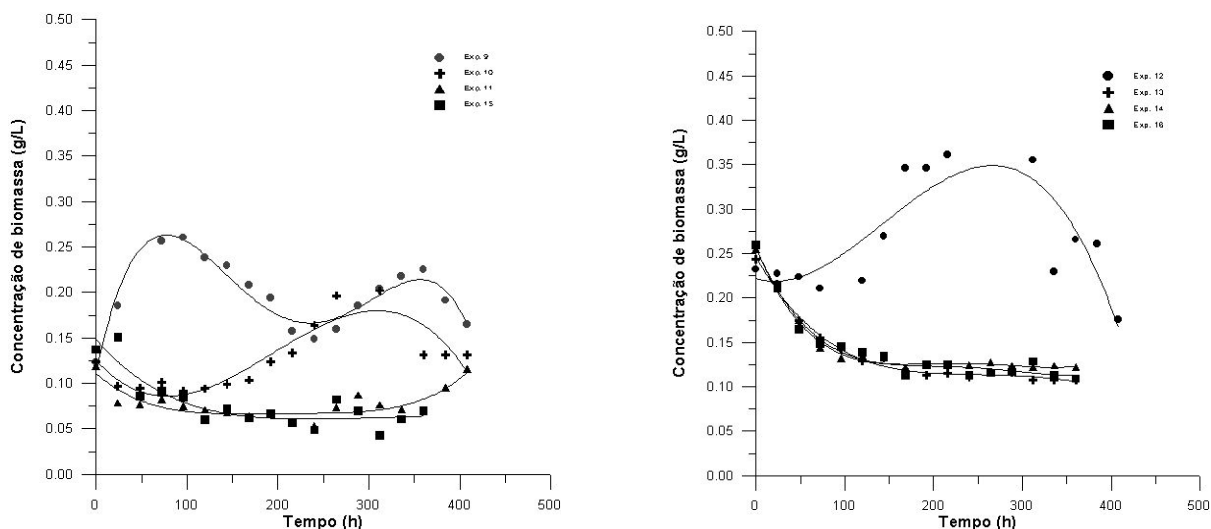 0.50
0.45
0.40
0.35
0.30
0.25
0.20
0.15
0.10
0.05
0.00
Concentração de biomassa (g/L)
Exp. 9
Exp. 10
Exp. 11
Exp. 15
0
100
200
300
400
500
Tempo (h)
0.50
0.45
0.40
0.35
0.30
0.25
0.20
0.15
0.10
0.05
0.00
Concentração de biomassa (g/L)
Exp. 12
Exp. 13
Exp. 14
Exp. 16
0
100
200
300
400
500
Tempo (h)